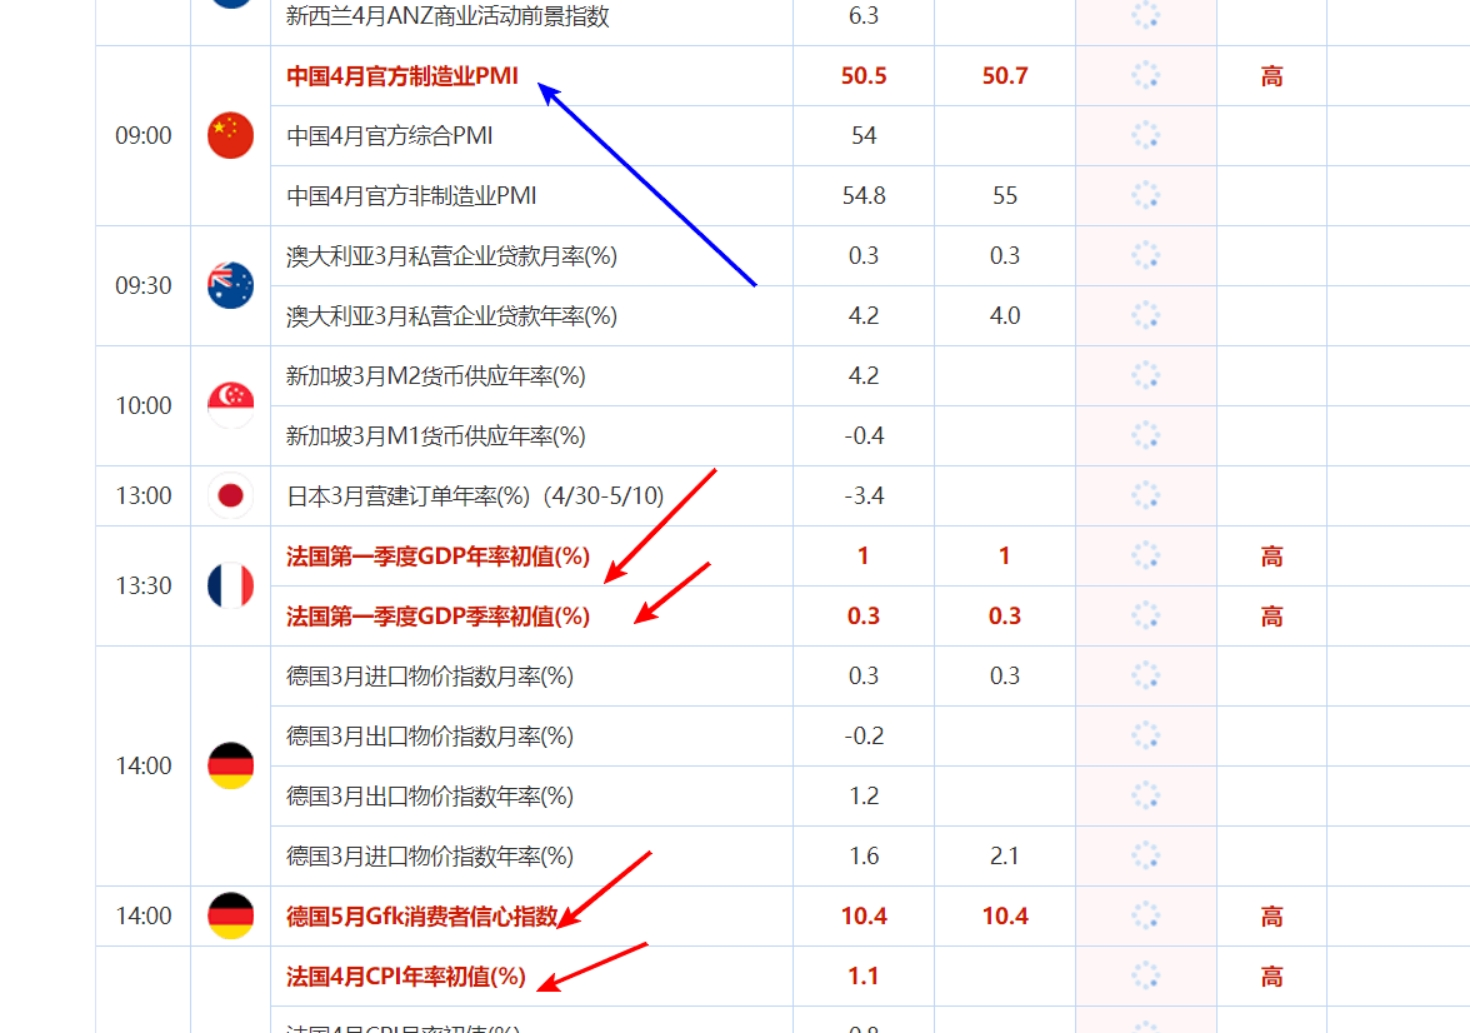 新西兰4月ANZ商业活动前景指数 6.3
中国4月官方制造业PMI 50.5 50.7 高
09:00 中国4月官方综合PMI 54
中国4月官方非制造业PMI 54.8 55
澳大利亚3月私营企业贷款月率(%) 0.3 0.3
09:30
澳大利亚3月私营企业贷款年率(%) 4.2 4.0
新加坡3月M2货币供应年率(%) 4.2
10:00
新加坡3月M1货币供应年率(%) -0.4
13:00 日本3月营建订单年率(%)（4/30-5/10) -3.4
法国第一季度GDP年率初值(%) 1 1 高
13:30
法国第一季度GDP季率初值(%) 0.3 0.3 高
德国3月进口物价指数月率(%) 0.3 0.3
德国3月出口物价指数月率(%) -0.2
14:00
德国3月出口物价指数年率(%) 1.2
德国3月进口物价指数年率(%) 1.6 2.1
14:00 德国5月Gfk消费者信心指数 10.4 10.4 高
法国4月CPI年率初值(%) 1.1 高
法国4月CPI月率初值(%)